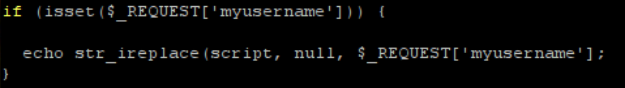 if (isset($_REQUEST['myusername'])) {
echo str_ireplace(script, null, $_REQUEST['myusername'];
}